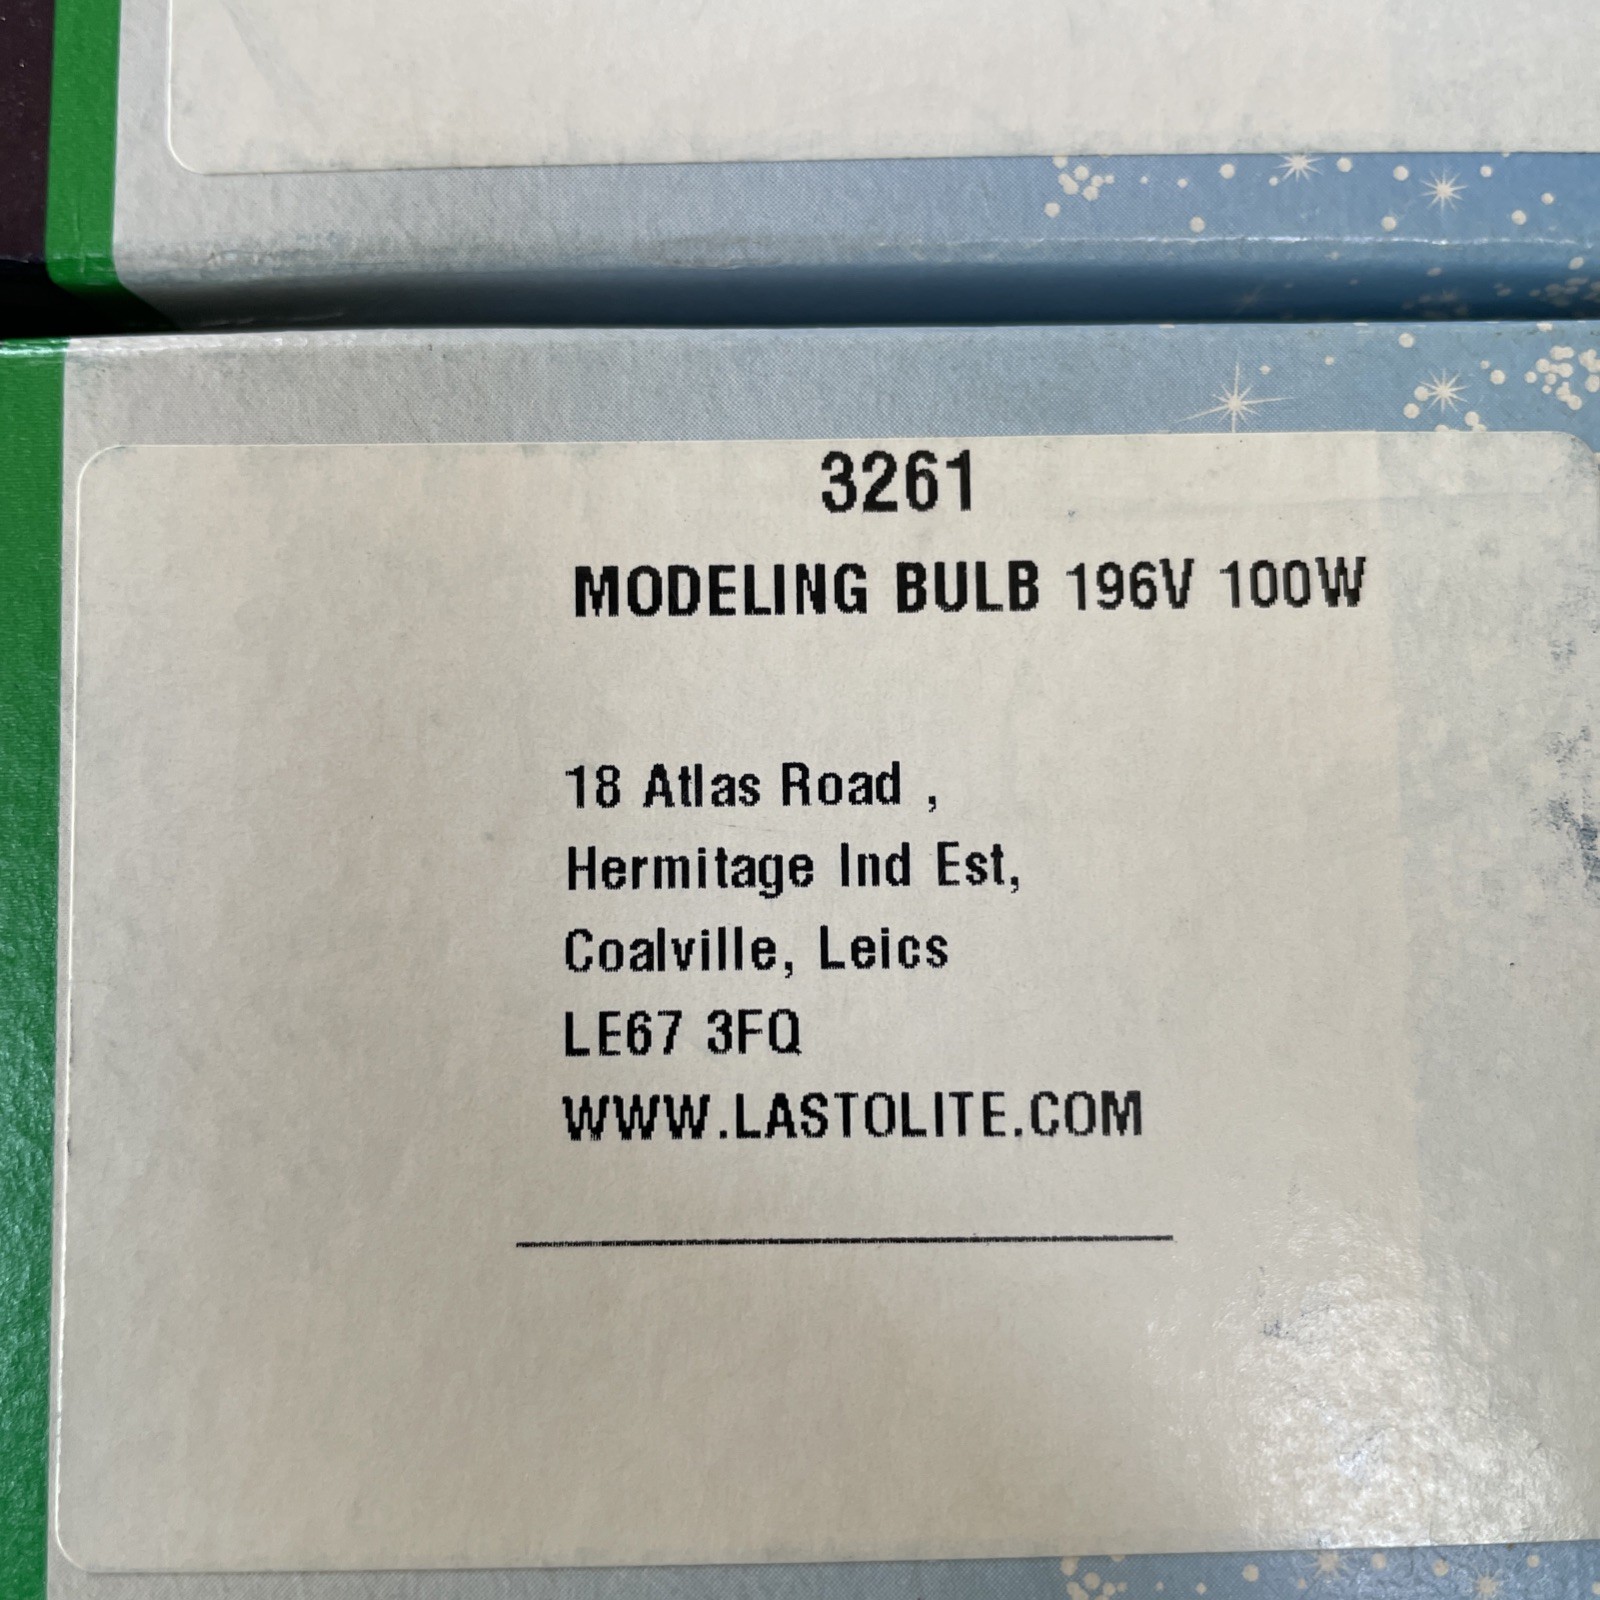 3261
MODELING BULB 196V 100W
18 Atlas Road ,
Hermitage Ind Est,
Coalville, Leics
LE67 3FQ
WWW.LASTOLITE.COM